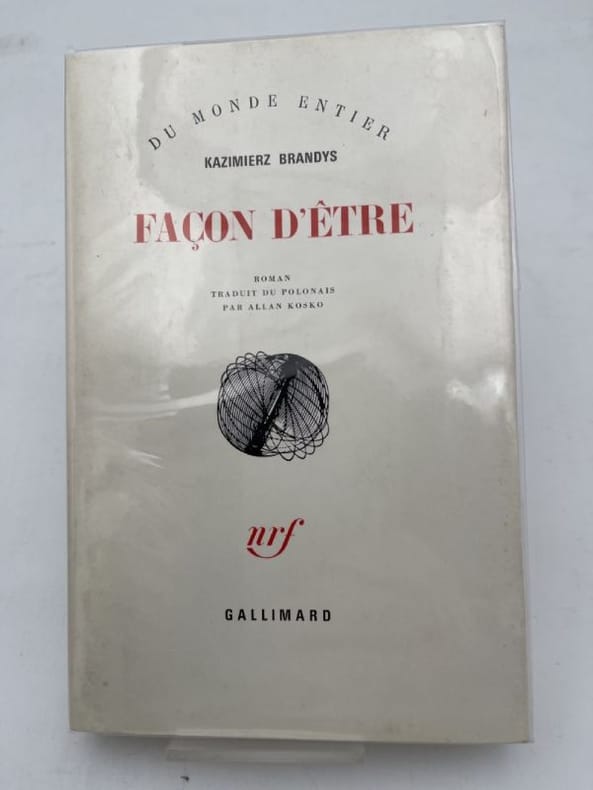 DU MONDE ENTIER
KAZIMIERZ BRANDYS
FAÇON D'ÊTRE
ROMAN
TRADUIT DU POLONAIS
PAR ALLAN KOSKO
nrf
GALLIMARD